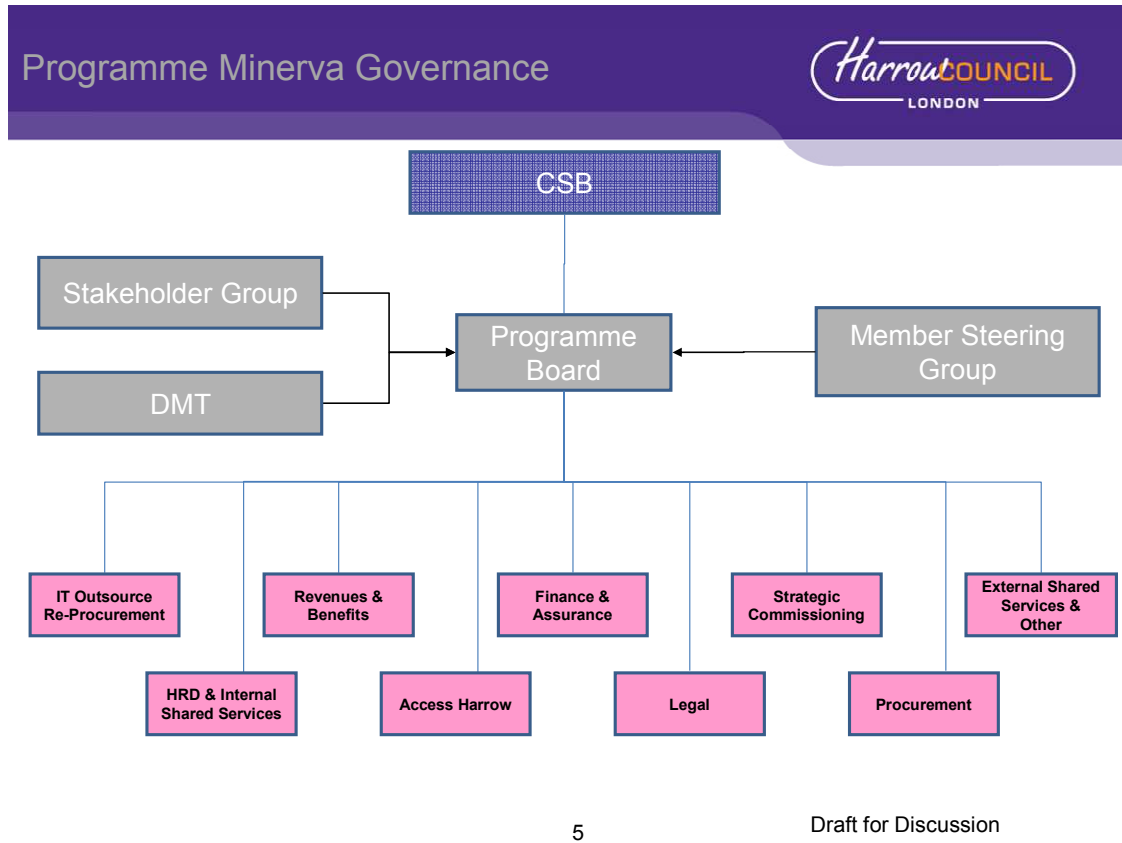 Programme Minerva Governance
HarrowCOUNCIL
LONDON
CSB
Stakeholder Group
DMT
Programme
Board
Member Steering
Group
IT Outsource
Re-Procurement
Revenues &
Benefits
Finance &
Assurance
Strategic
Commissioning
External Shared
Services &
Other
HRD & Internal
Shared Services
Access Harrow
Legal
Procurement
5
Draft for Discussion